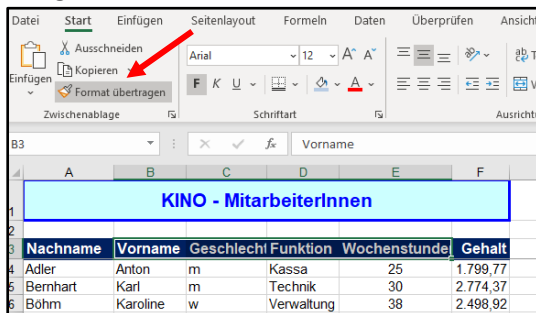 Datei Start Einfügen Seitenlayout Formeln Daten Überprüfen Ansich
Ausschneiden
Kopieren
Einfügen
Format übertragen
Arial 12 A A
F K U A
ab
Zwischenablage Schriftart Ausricht
B3 fx Vorname
A B C D E F
1 KINO - MitarbeiterInnen
2
3 Nachname Vorname Geschlecht Funktion Wochenstunde Gehalt
4 Adler Anton m Kassa 25 1.799,77
5 Bernhart Karl m Technik 30 2.774,37
6 Böhm Karoline w Verwaltung 38 2.498,92